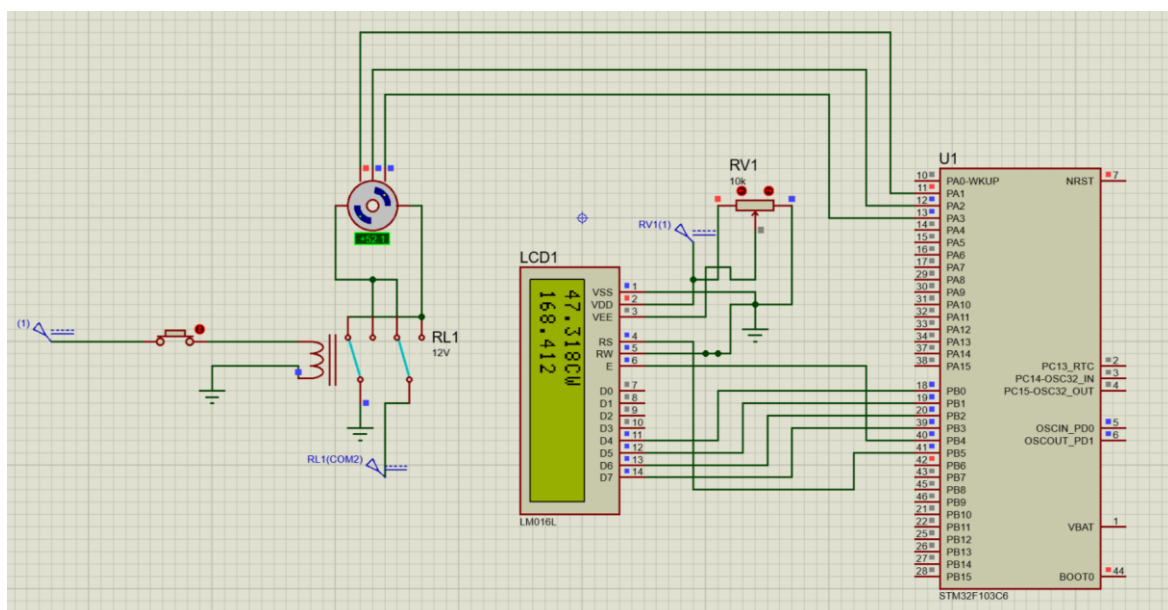 (1)
+52.1
RL1
12V
RL1(COM2)
LCD1
47.318CW
168.412
LM016L
VSS 1
VDD 2
VEE 3
RS 4
RW 5
E 6
D0 7
D1 8
D2 9
D3 10
D4 11
D5 12
D6 13
D7 14
RV1
10k
RV1(1)
U1
10 PA0-WKUP
11 PA1
12 PA2
13 PA3
14 PA4
15 PA5
16 PA6
17 PA7
29 PA8
30 PA9
31 PA10
32 PA11
33 PA12
34 PA13
37 PA14
38 PA15
18 PB0
19 PB1
20 PB2
39 PB3
40 PB4
41 PB5
42 PB6
43 PB7
45 PB8
46 PB9
21 PB10
22 PB11
25 PB12
26 PB13
27 PB14
28 PB15
NRST 7
PC13_RTC 2
PC14-OSC32_IN 3
PC15-OSC32_OUT 4
OSCIN_PD0 5
OSCOUT_PD1 6
VBAT 1
BOOT0 44
STM32F103C6